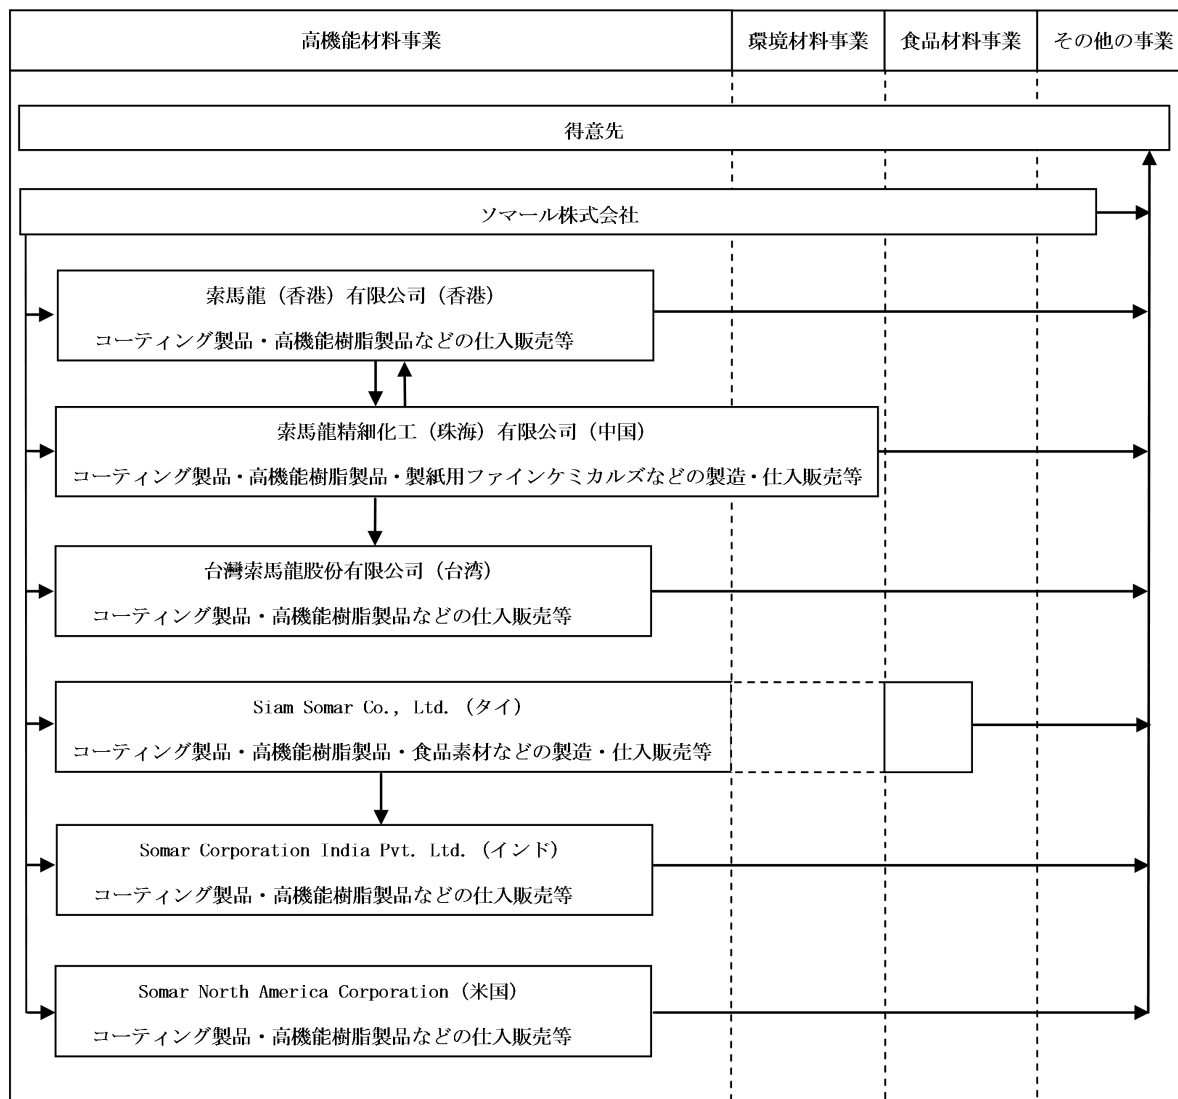 高機能材料事業 環境材料事業 食品材料事業 その他の事業
得意先
ソマール株式会社
索馬龍（香港）有限公司（香港）
コーティング製品・高機能樹脂製品などの仕入販売等
索馬龍精細化工（珠海）有限公司（中国）
コーティング製品・高機能樹脂製品・製紙用ファインケミカルズなどの製造・仕入販売等
台灣索馬龍股份有限公司（台湾）
コーティング製品・高機能樹脂製品などの仕入販売等
Siam Somar Co., Ltd.（タイ）
コーティング製品・高機能樹脂製品・食品素材などの製造・仕入販売等
Somar Corporation India Pvt. Ltd.（インド）
コーティング製品・高機能樹脂製品などの仕入販売等
Somar North America Corporation（米国）
コーティング製品・高機能樹脂製品などの仕入販売等